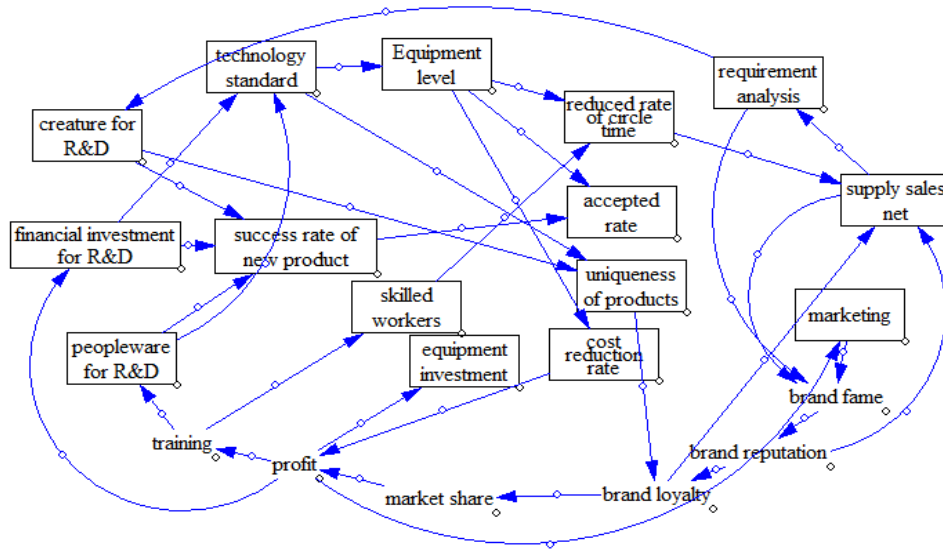 technology
standard
Equipment
level
requirement
analysis
reduced rate
of circle
time
creature for
R&D
supply sales
net
accepted
rate
financial investment
for R&D
success rate of
new product
uniqueness
of products
skilled
workers
marketing
peopleware
for R&D
equipment
investment
cost
reduction
rate
brand fame
training
brand reputation
profit
market share
brand loyalty